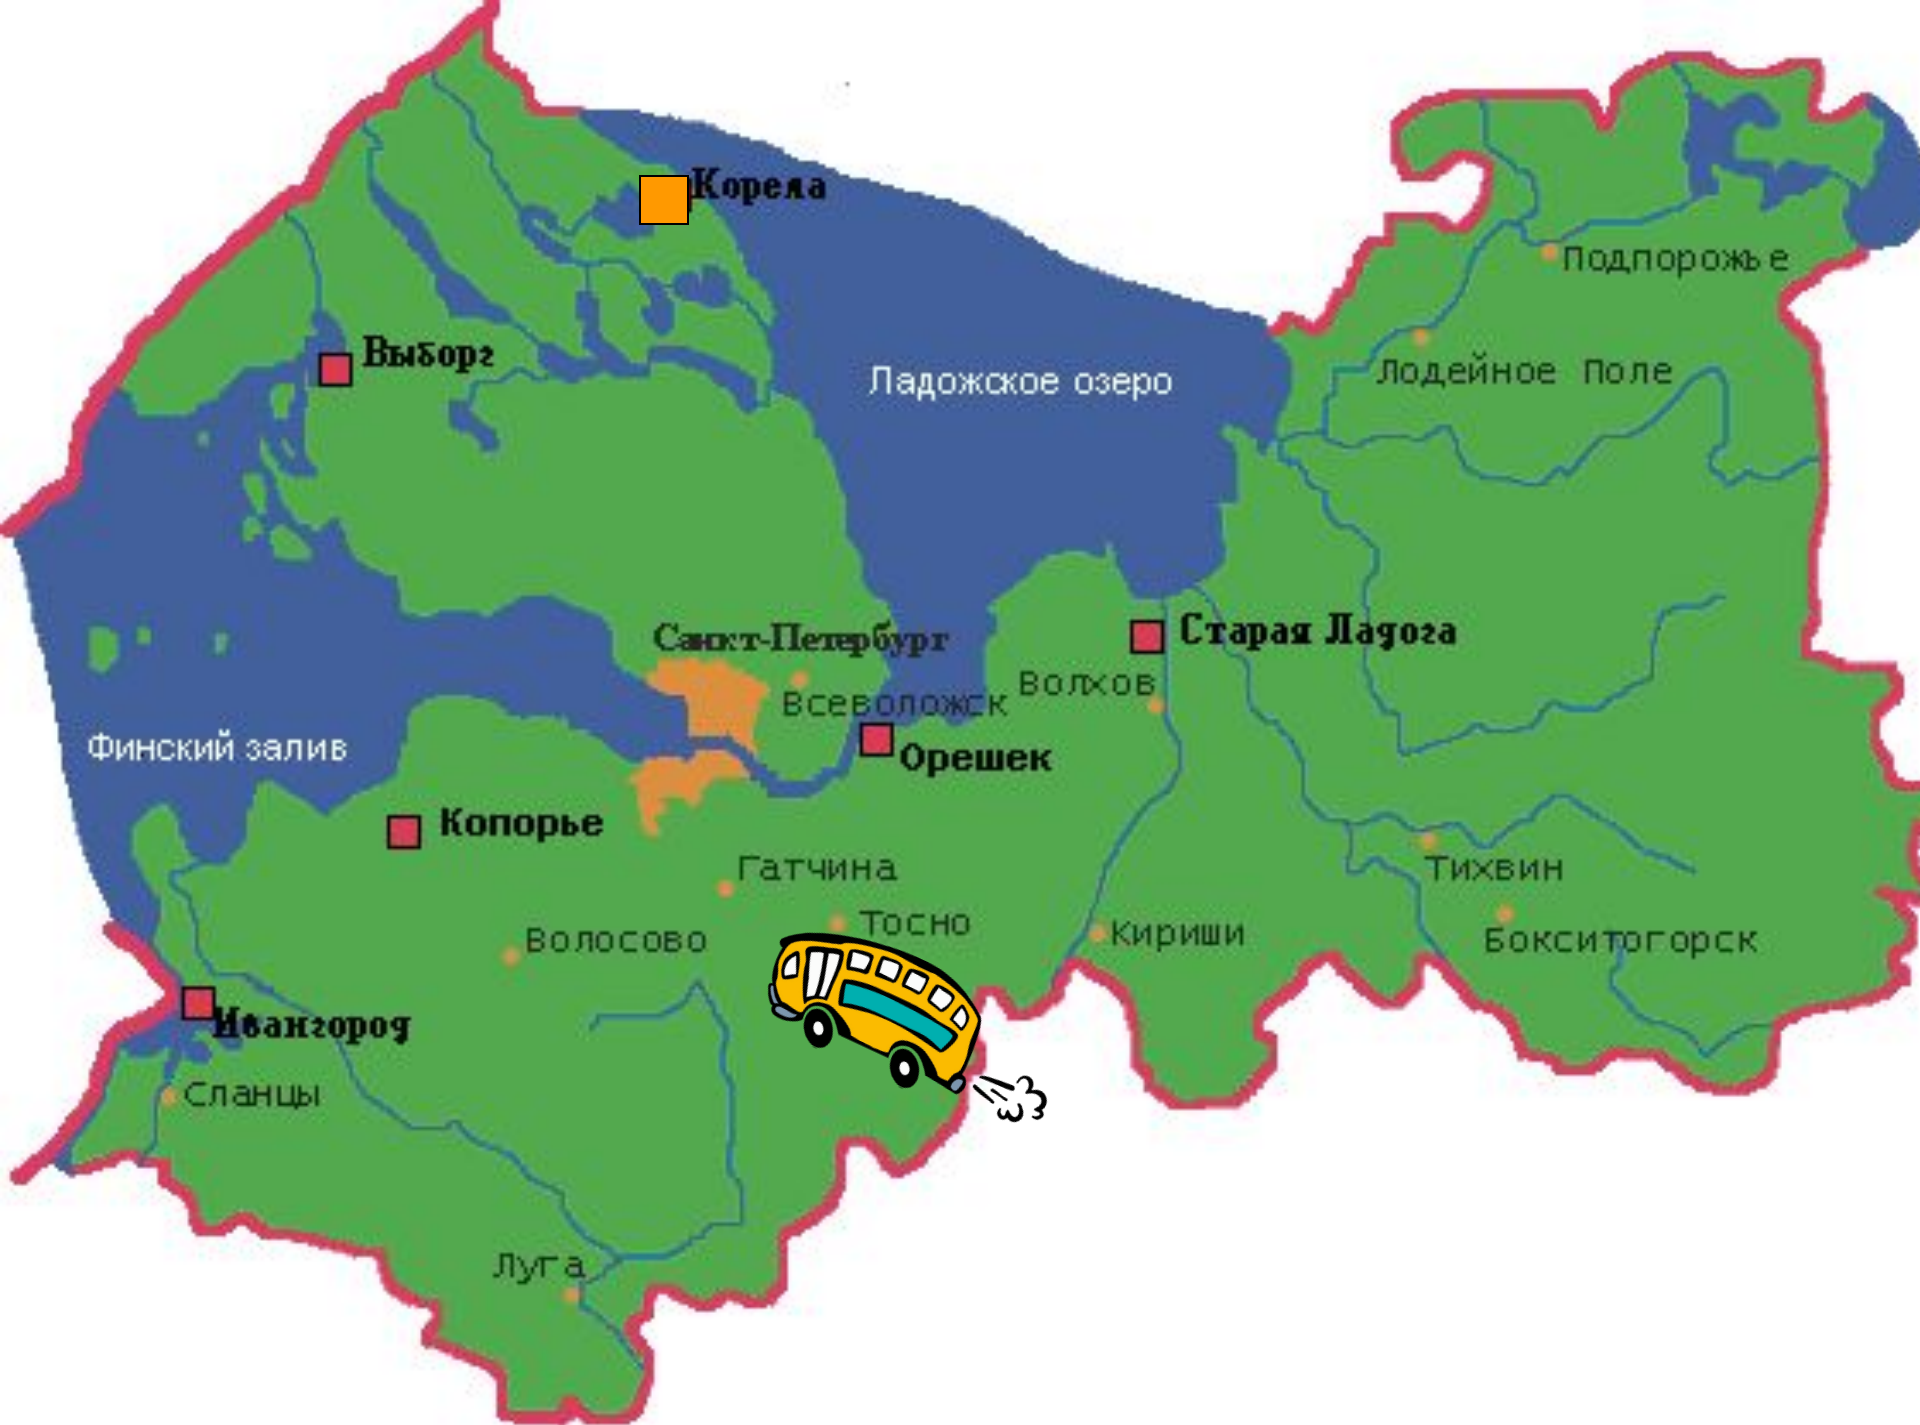 Корела
Подпорожье
Выборг
Ладожское озеро
Лодейное Поле
Санкт-Петербург
Старая Ладога
Волхов
Всеволожск
Финский залив
Орешек
Копорье
Гатчина
Тихвин
Тосно
Кириши
Волосово
Бокситогорск
Ивангород
Сланцы
Луга